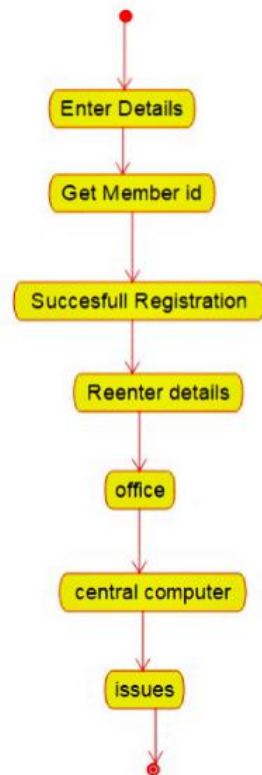 Enter Details
Get Member id
Succesfull Registration
Reenter details
office
central computer
issues